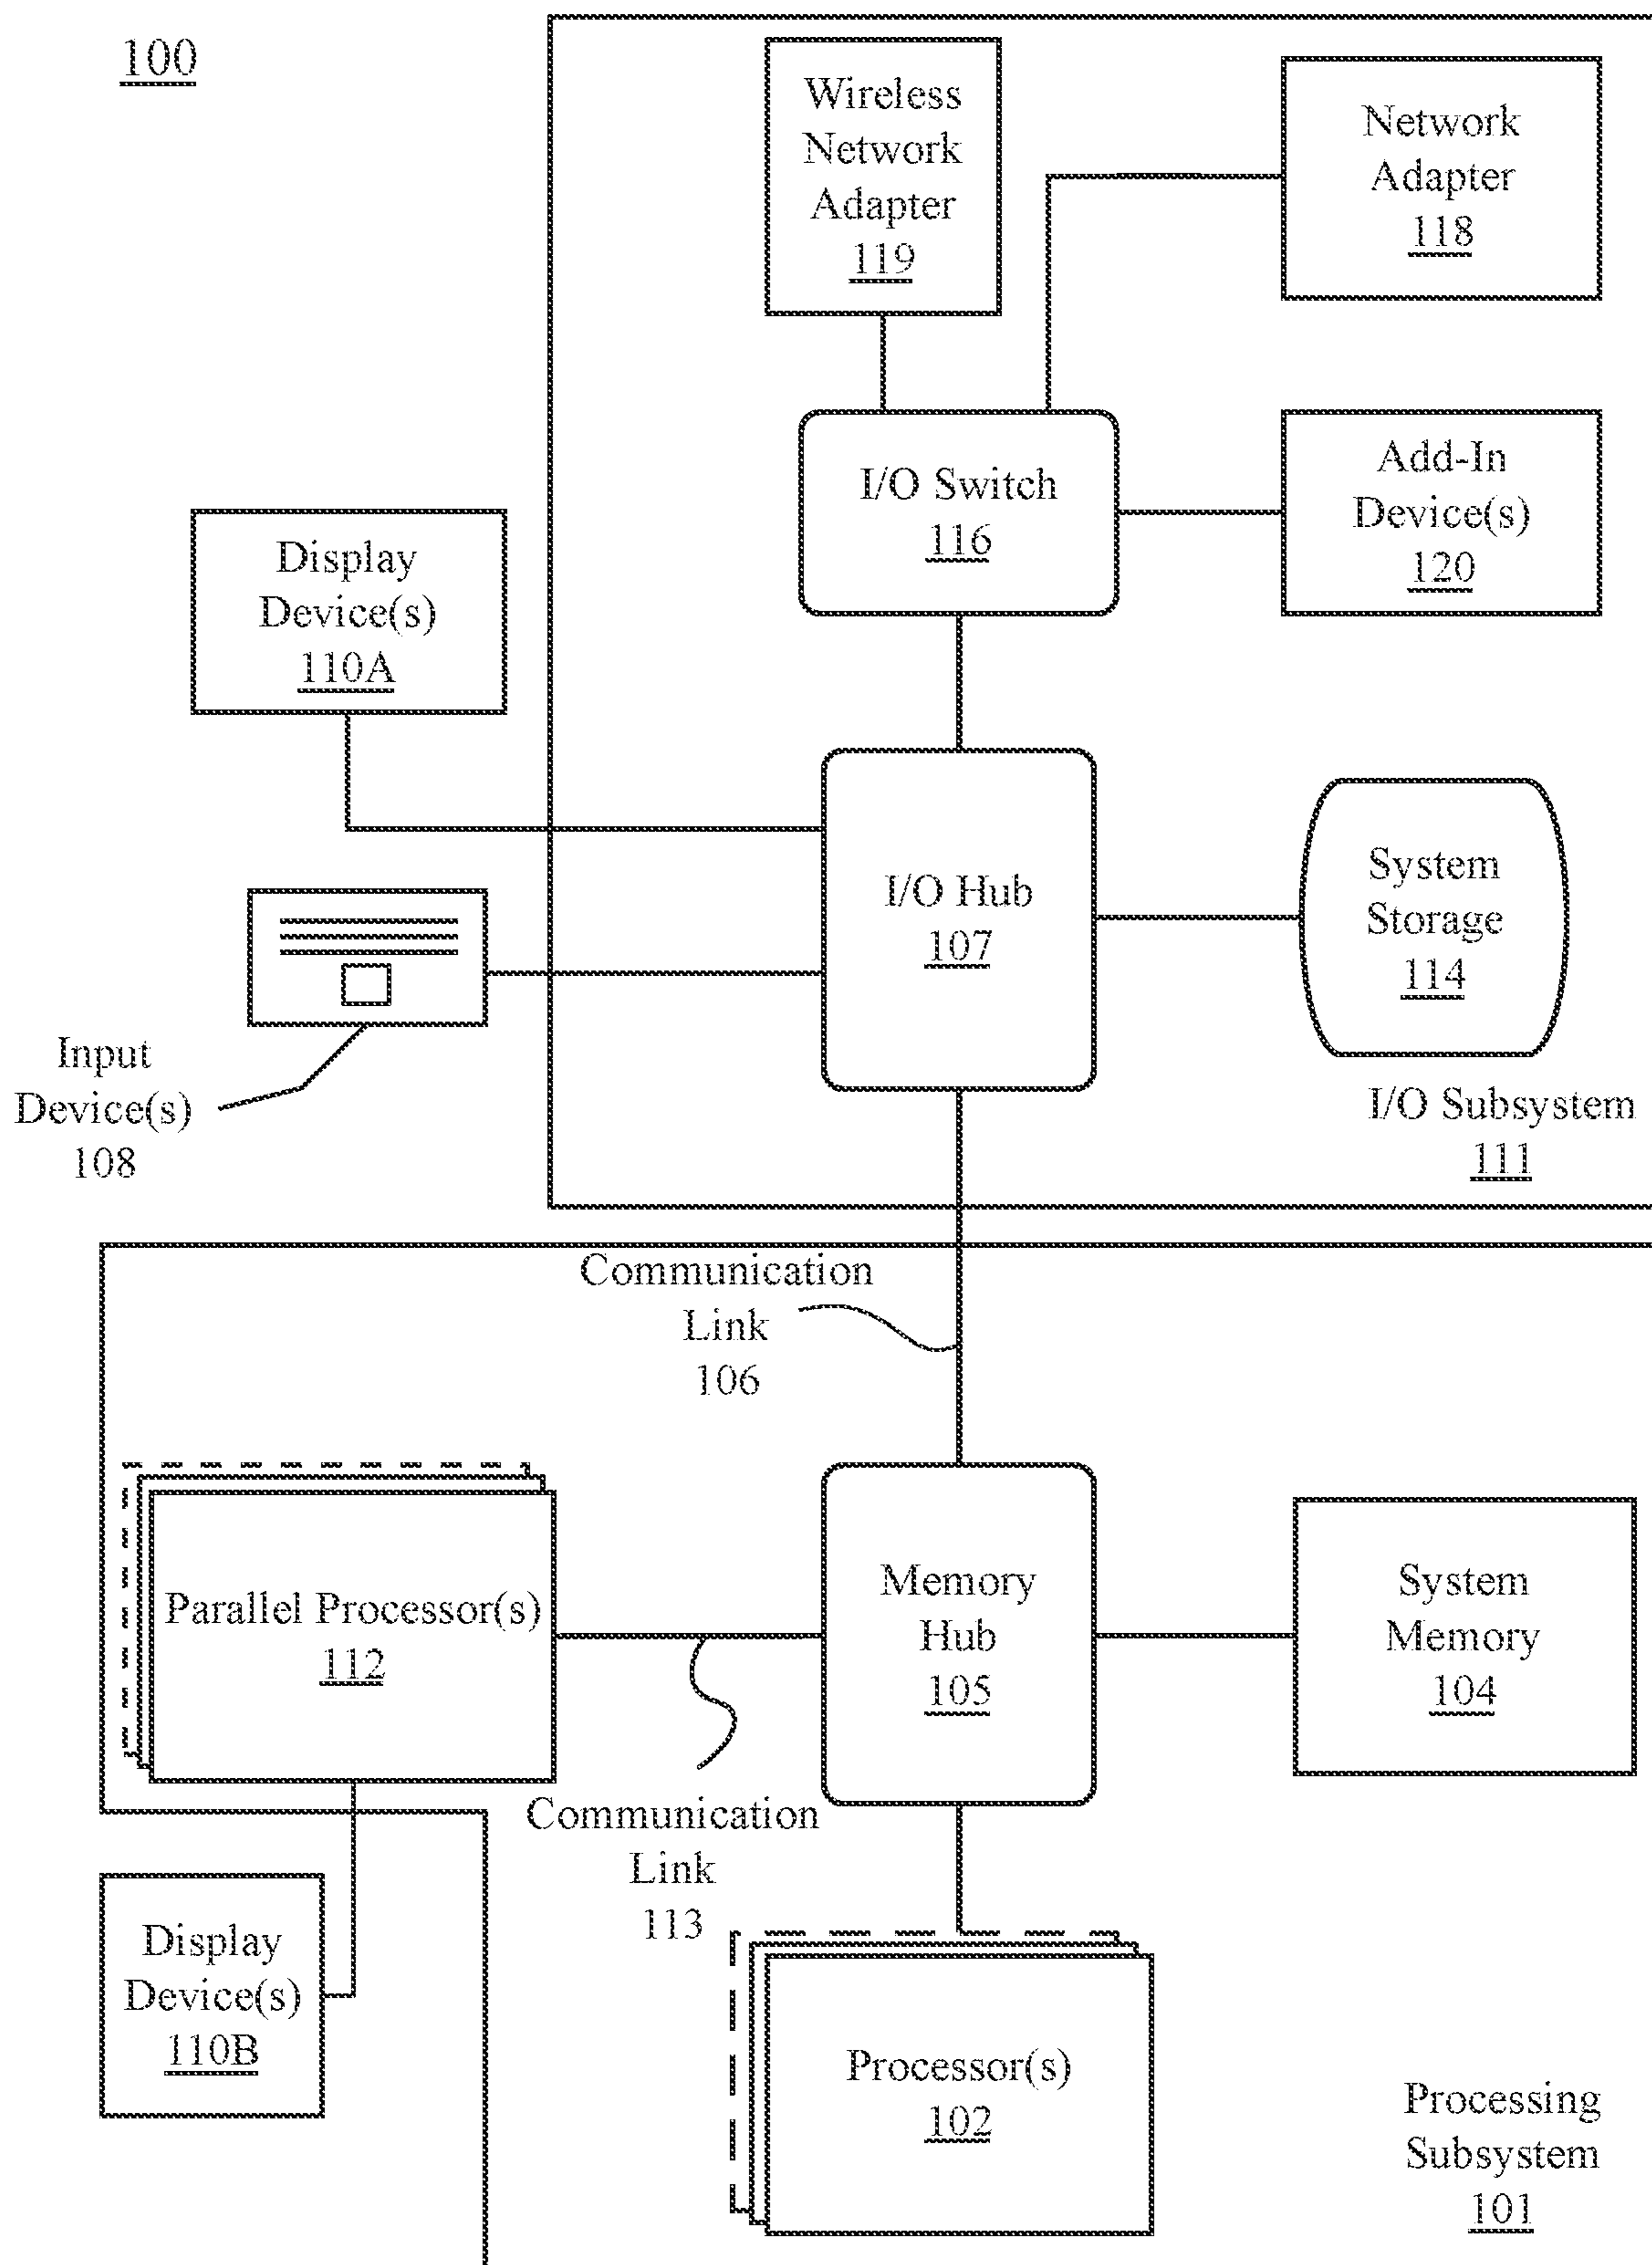 100
Wireless
Network
Adapter
119
Network
Adapter
118
I/O Switch
116
Add-In
Device(s)
120
Display
Device(s)
110A
I/O Hub
107
System
Storage
114
Input
Device(s)
108
I/O Subsystem
111
Communication
Link
106
Parallel Processor(s)
112
Memory
Hub
105
System
Memory
104
Communication
Link
113
Display
Device(s)
110B
Processor(s)
102
Processing
Subsystem
101